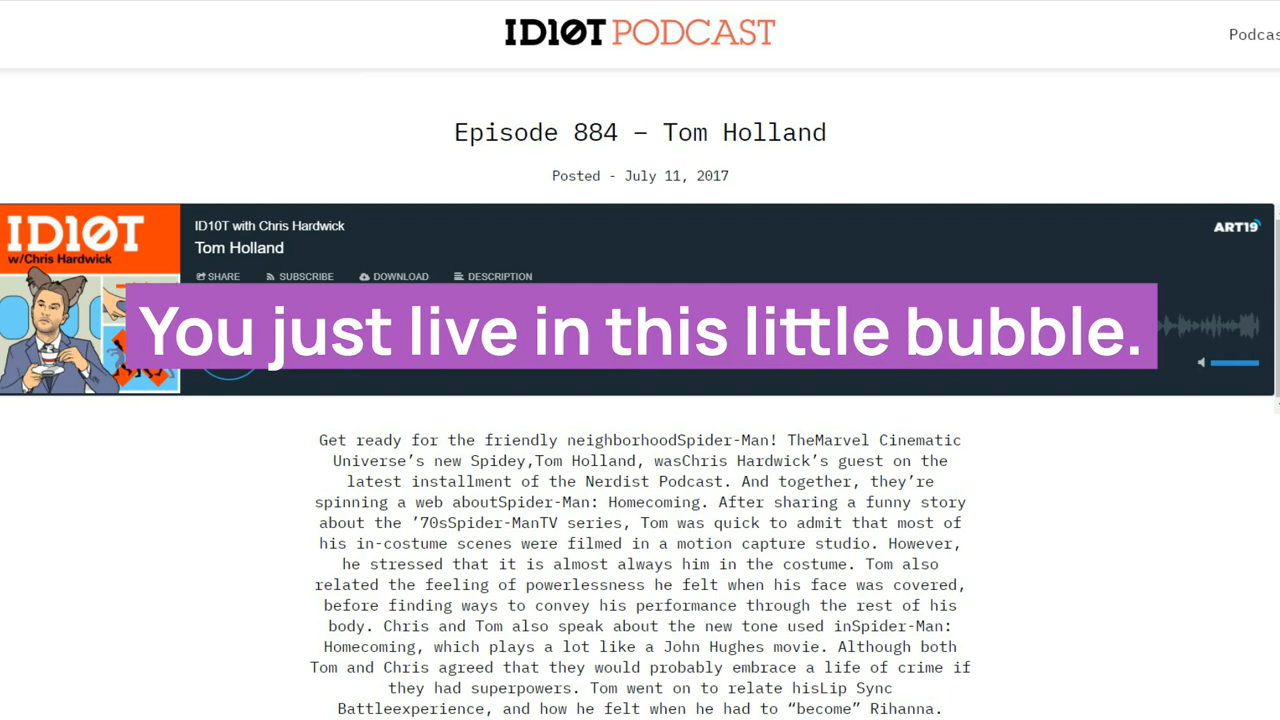 ID10T PODCAST
Podcas
Episode 884 – Tom Holland
Posted - July 11, 2017
ID10T
w/Chris Hardwick
ID10T with Chris Hardwick
Tom Holland
ART19
SHARE SUBSCRIBE DOWNLOAD DESCRIPTION
You just live in this little bubble.
Get ready for the friendly neighborhoodSpider-Man! TheMarvel Cinematic
Universe’s new Spidey,Tom Holland, wasChris Hardwick’s guest on the
latest installment of the Nerdist Podcast. And together, they’re
spinning a web aboutSpider-Man: Homecoming. After sharing a funny story
about the ’70sSpider-ManTV series, Tom was quick to admit that most of
his in-costume scenes were filmed in a motion capture studio. However,
he stressed that it is almost always him in the costume. Tom also
related the feeling of powerlessness he felt when his face was covered,
before finding ways to convey his performance through the rest of his
body. Chris and Tom also speak about the new tone used inSpider-Man:
Homecoming, which plays a lot like a John Hughes movie. Although both
Tom and Chris agreed that they would probably embrace a life of crime if
they had superpowers. Tom went on to relate hisLip Sync
Battleexperience, and how he felt when he had to “become” Rihanna.